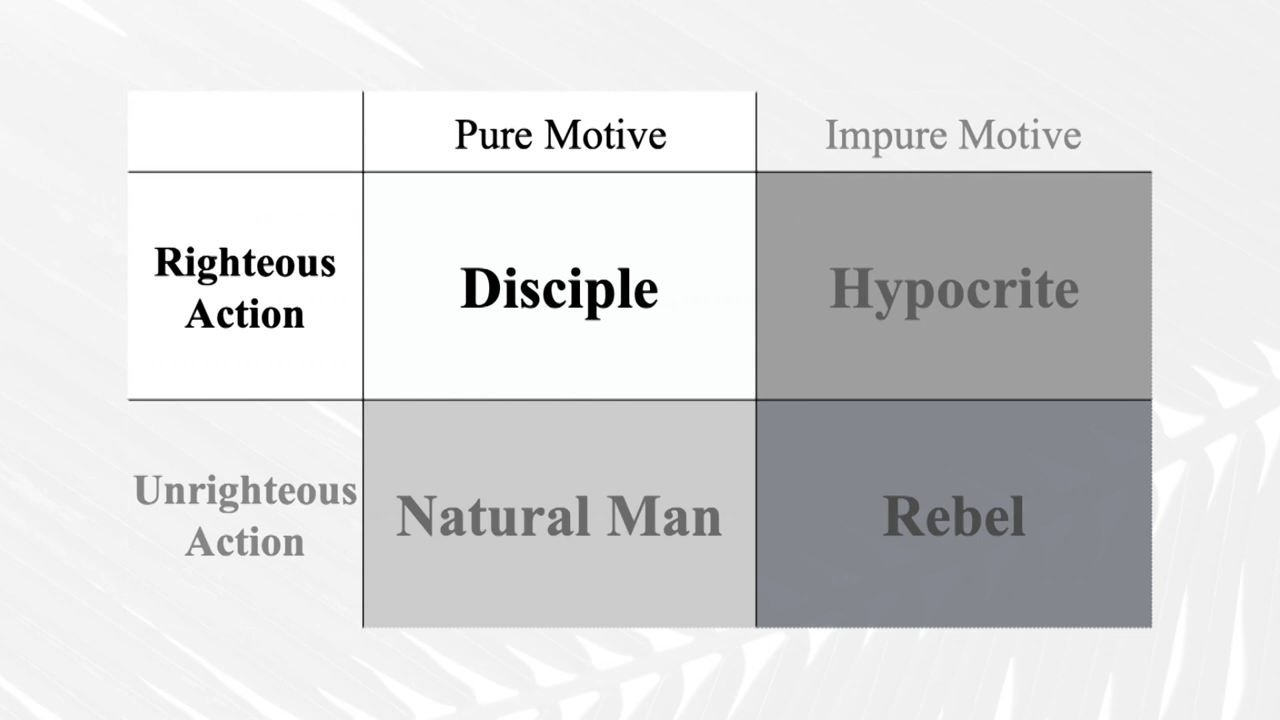 Pure Motive
Impure Motive
Righteous
Action
Disciple
Hypocrite
Unrighteous
Action
Natural Man
Rebel